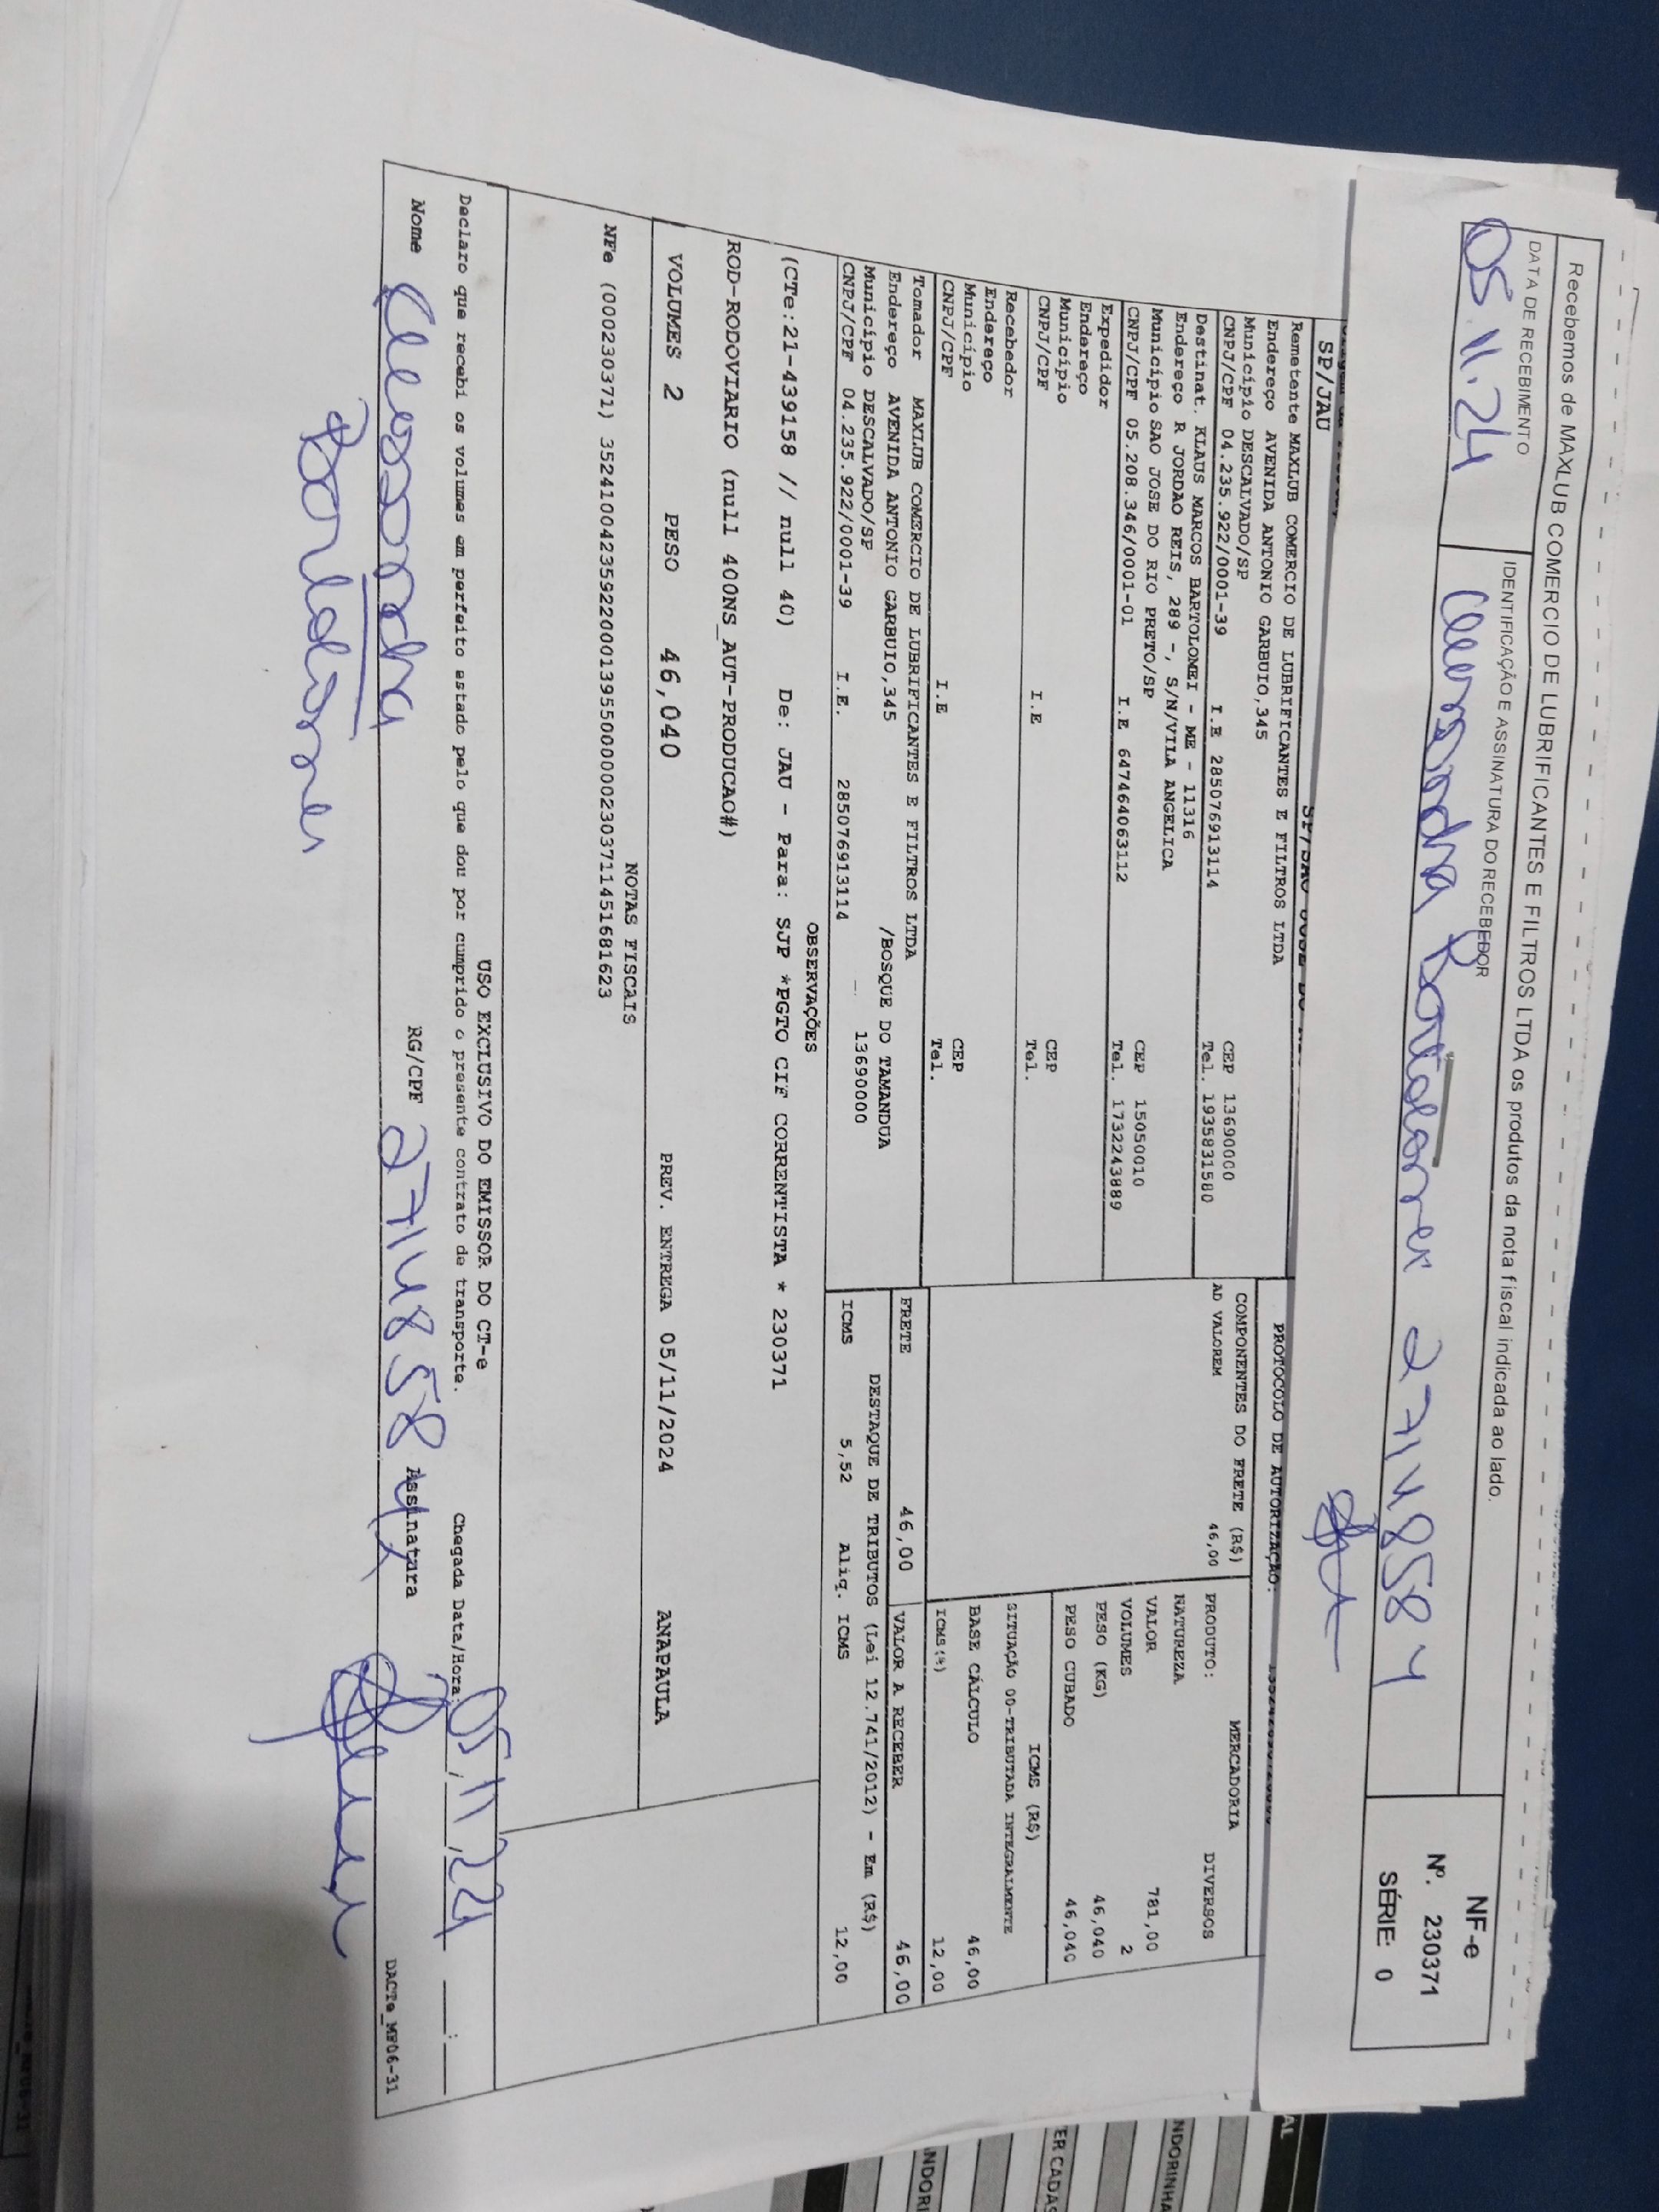 Recebemos de MAXLUB COMERCIO DE LUBRIFICANTES E FILTROS LTDA os produtos da nota fiscal indicada ao lado.
DATA DE RECEBIMENTO
IDENTIFICAÇÃO E ASSINATURA DO RECEBEDOR
05.11.24
27114858 4
NF-e
Nº. 230371
SÉRIE: 0
SP/JAU
PROTOCOLO DE AUTORIZAÇÃO:
Remetente MAXLUB COMERCIO DE LUBRIFICANTES E FILTROS LTDA
Endereço AVENIDA ANTONIO GARBUIO,345
Município DESCALVADO/SP CEP 13690000
CNPJ/CPF 04.235.922/0001-39 I.E 285076913114 Tel. 1935831580
Destinat. KLAUS MARCOS BARTOLOMEI - ME - 11316
Endereço R JORDAO REIS, 289 -, S/N/VILA ANGELICA
Município SAO JOSE DO RIO PRETO/SP CEP 15050010
CNPJ/CPF 05.208.346/0001-01 I.E 647464063112 Tel. 1732243889
Expedidor
Endereço
Município CEP
CNPJ/CPF I.E Tel.
Recebedor
Endereço
Município CEP
CNPJ/CPF I.E Tel.
Tomador MAXLUB COMERCIO DE LUBRIFICANTES E FILTROS LTDA
Endereço AVENIDA ANTONIO GARBUIO,345 /BOSQUE DO TAMANDUA
Município DESCALVADO/SP 13690000
CNPJ/CPF 04.235.922/0001-39 I.E. 285076913114
COMPONENTES DO FRETE (R$)
AD VALOREM 46,00
MERCADORIA
PRODUTO: DIVERSOS
NATUREZA
VALOR 781,00
VOLUMES 2
PESO (KG) 46,040
PESO CUBADO 46,040
ICMS (R$)
SITUAÇÃO 00-TRIBUTADA INTEGRALMENTE
BASE CÁLCULO 46,00
ICMS(%) 12,00
FRETE 46,00 VALOR A RECEBER 46,00
DESTAQUE DE TRIBUTOS (Lei 12.741/2012) - Em (R$)
ICMS 5,52 Aliq. ICMS 12,00
OBSERVAÇÕES
(CTe:21-439158 // null 40) De: JAU - Para: SJP *PGTO CIF CORRENTISTA * 230371
ROD-RODOVIARIO (null 400NS_AUT-PRODUCAO#)
VOLUMES 2 PESO 46,040 PREV. ENTREGA 05/11/2024 ANAPAULA
NOTAS FISCAIS
NFe (000230371) 35241004235922000139550000002303711451681623
USO EXCLUSIVO DO EMISSOR DO CT-e
Declaro que recebi os volumes em perfeito estado pelo que dou por cumprido o presente contrato de transporte. Chegada Data/Hora: 05/11/24 __:__
Nome RG/CPF 27114858 4 Assinatura
DACTe_MF06-31
AL
NDORINHA
ER CADAS
ANDORI